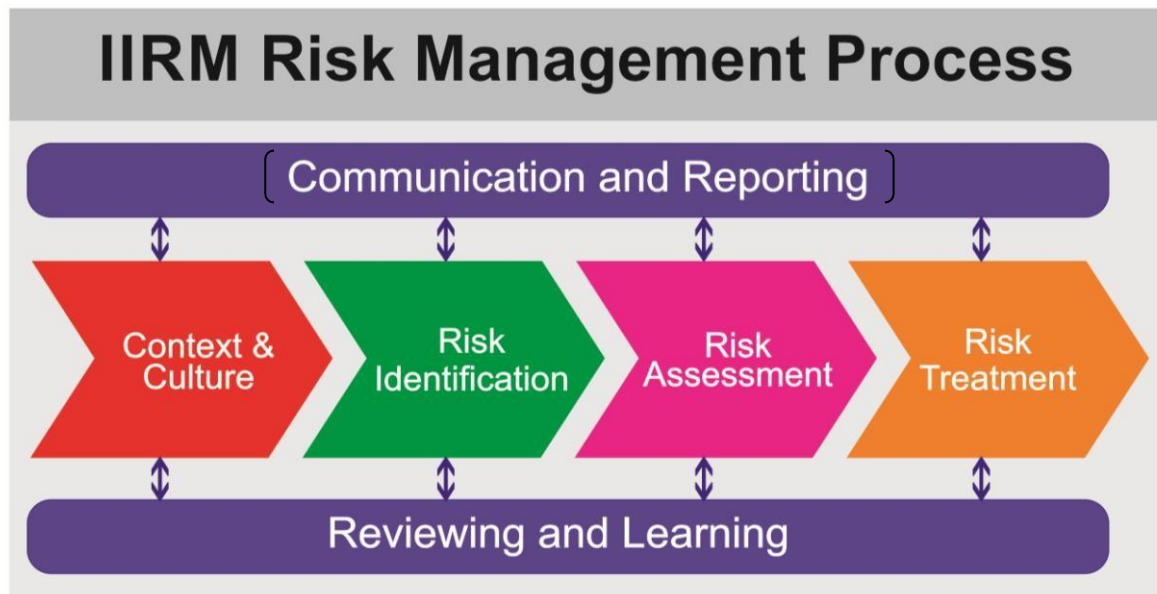 IIRM Risk Management Process
Communication and Reporting
Context &
Culture
Risk
Identification
Risk
Assessment
Risk
Treatment
Reviewing and Learning